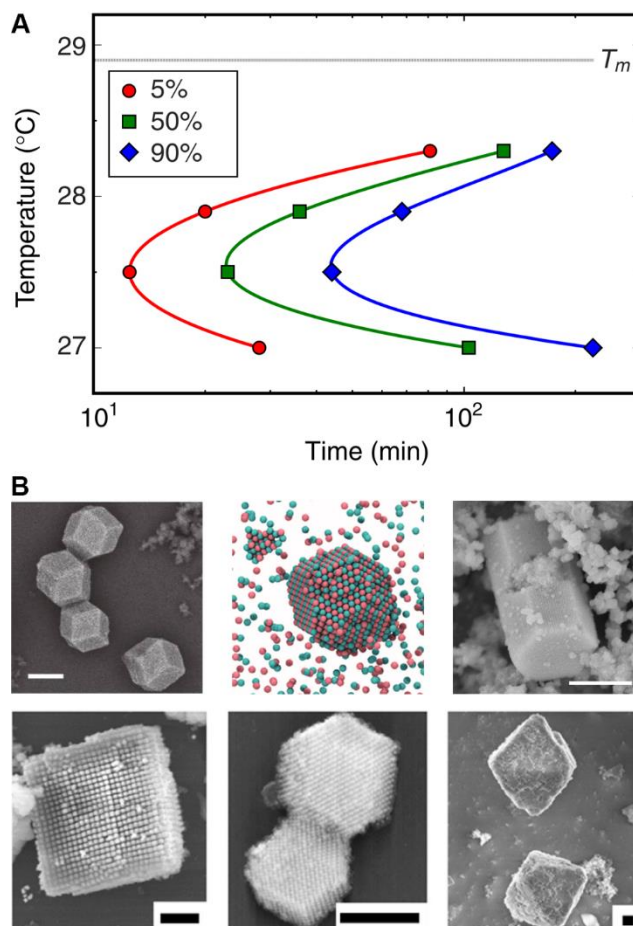 A
29
28
27
Temperature (°C)
T_m
5%
50%
90%
10¹
10²
Time (min)
B